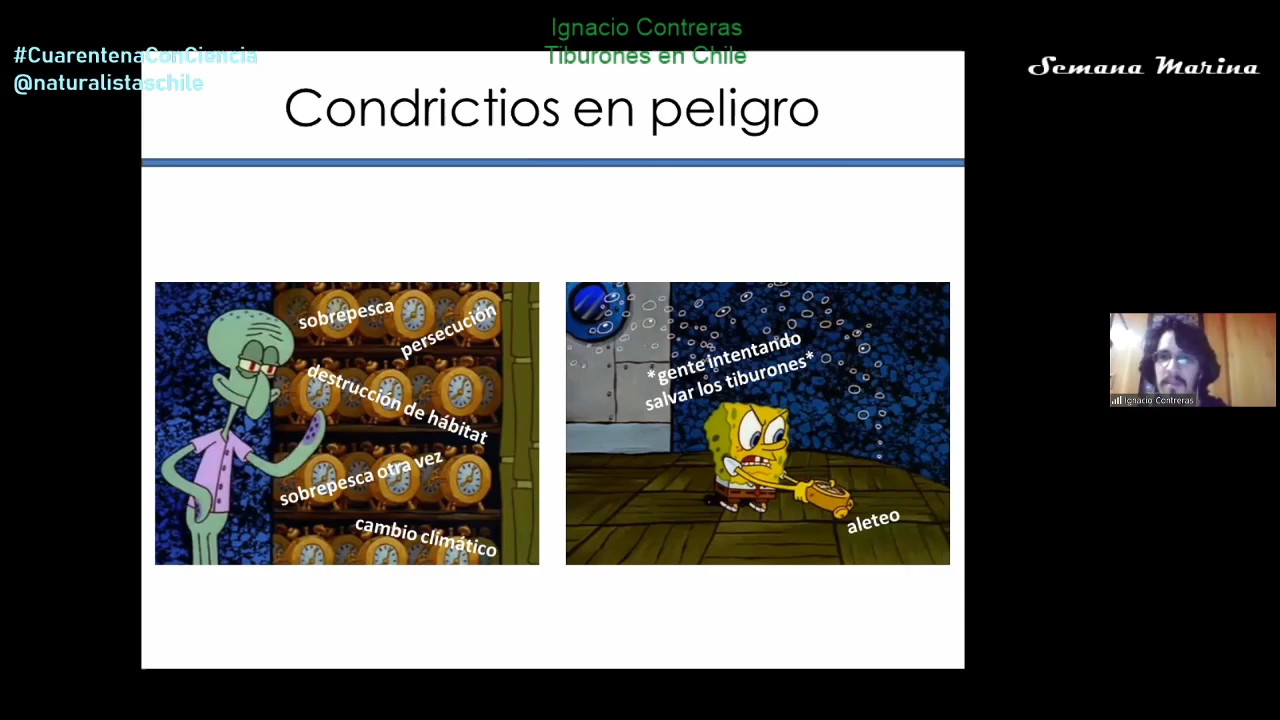 Ignacio Contreras
Tiburones en Chile
#CuarentenaConCiencia
@naturalistaschile
Semana Marina
Condrictios en peligro
sobrepesca
persecución
destrucción de hábitat
sobrepesca otra vez
cambio climático
*gente intentando
salvar los tiburones*
aleteo
Ignacio Contreras